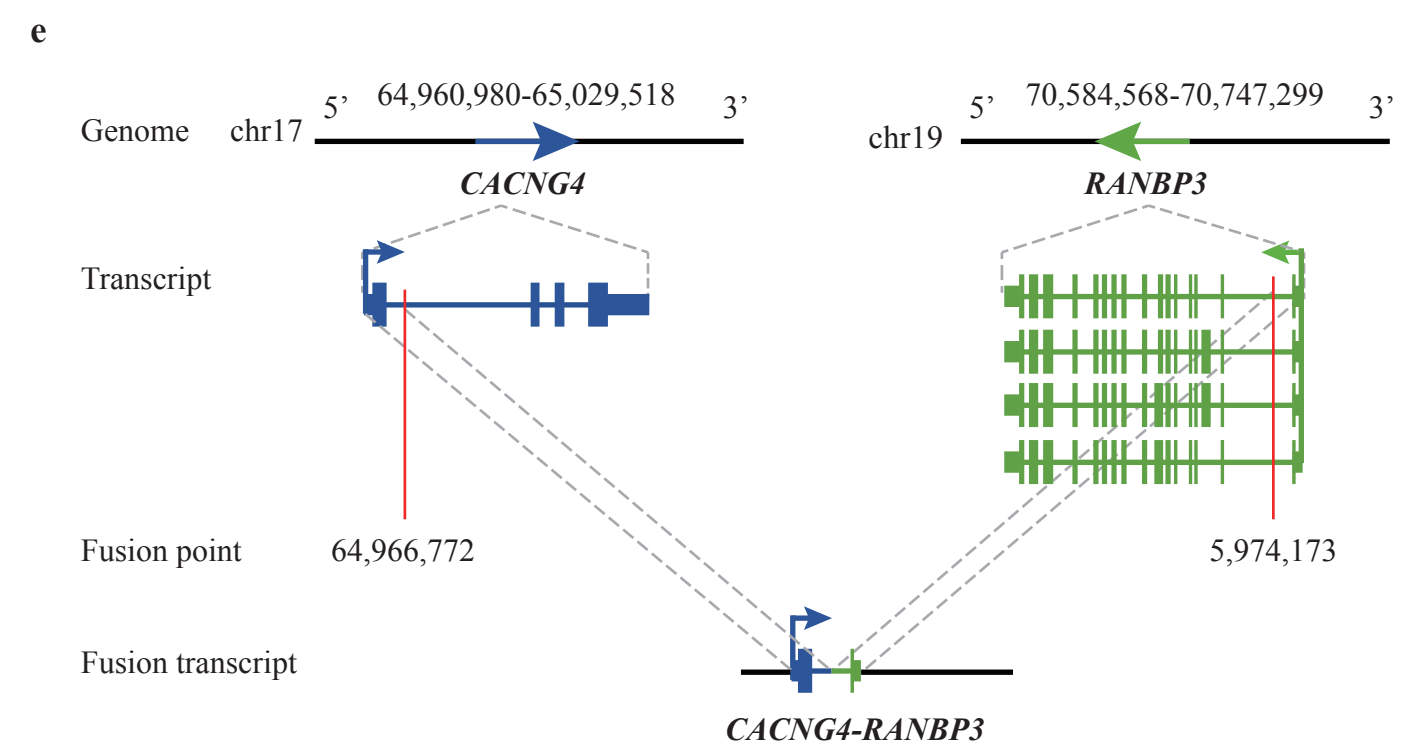 e
5’ 64,960,980-65,029,518 3’ 5’ 70,584,568-70,747,299 3’
Genome chr17 chr19
CACNG4 RANBP3
Transcript
Fusion point 64,966,772 5,974,173
Fusion transcript
CACNG4-RANBP3